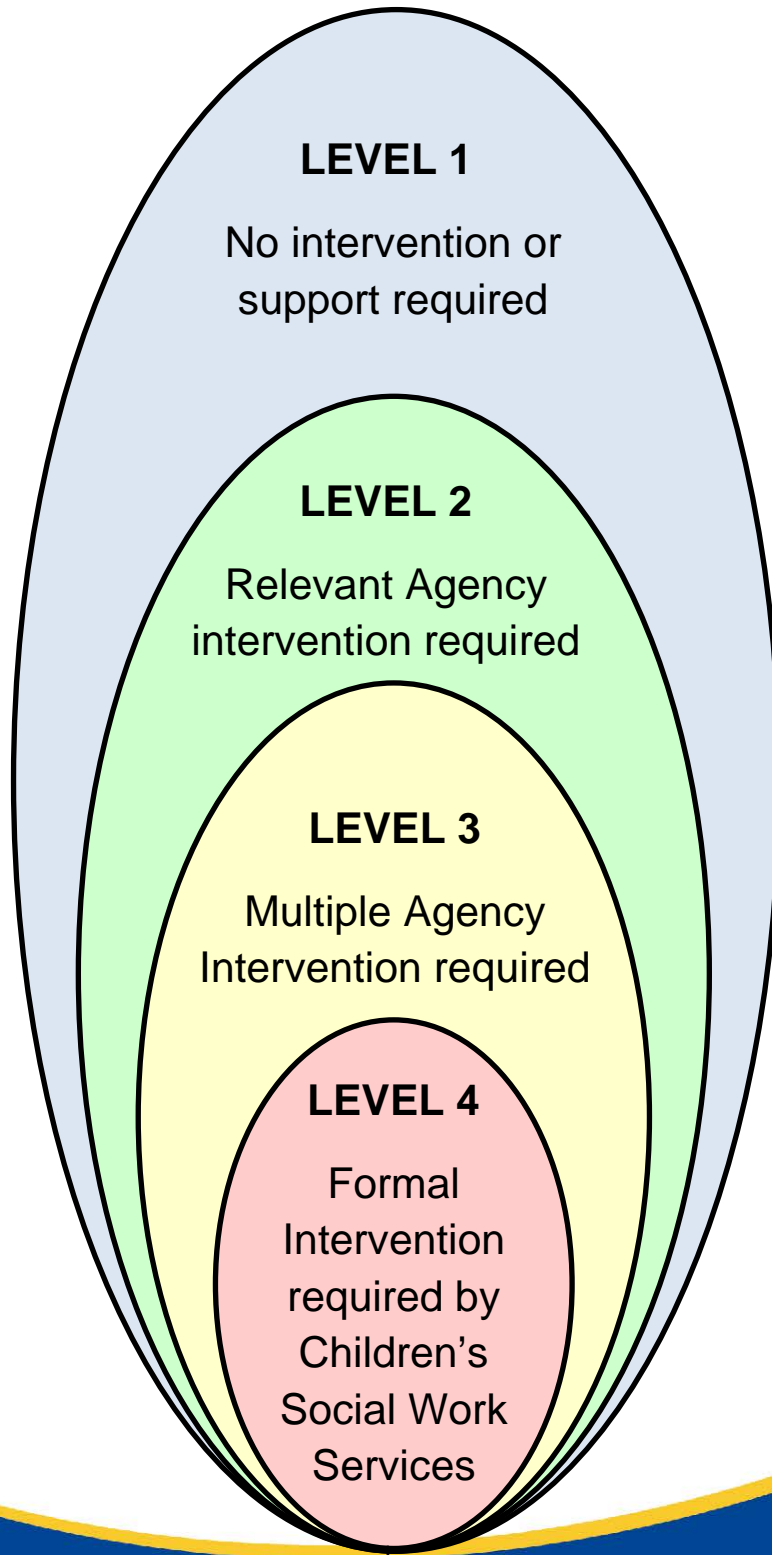 LEVEL 1
No intervention or
support required
LEVEL 2
Relevant Agency
intervention required
LEVEL 3
Multiple Agency
Intervention required
LEVEL 4
Formal
Intervention
required by
Children’s
Social Work
Services